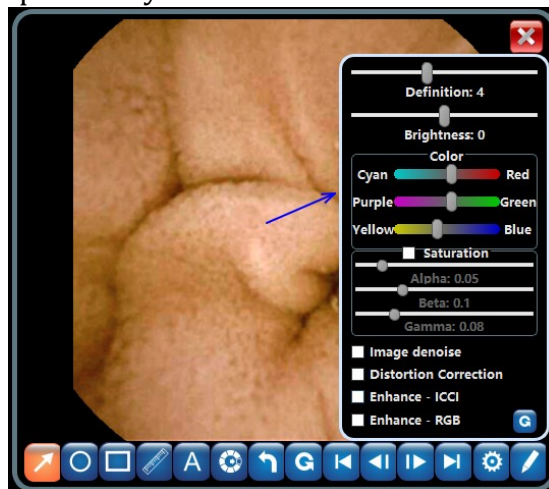 Definition: 4
Brightness: 0
Color
Cyan Red
Purple Green
Yellow Blue
Saturation
Alpha: 0.05
Beta: 0.1
Gamma: 0.08
Image denoise
Distortion Correction
Enhance - ICCI
Enhance - RGB
A